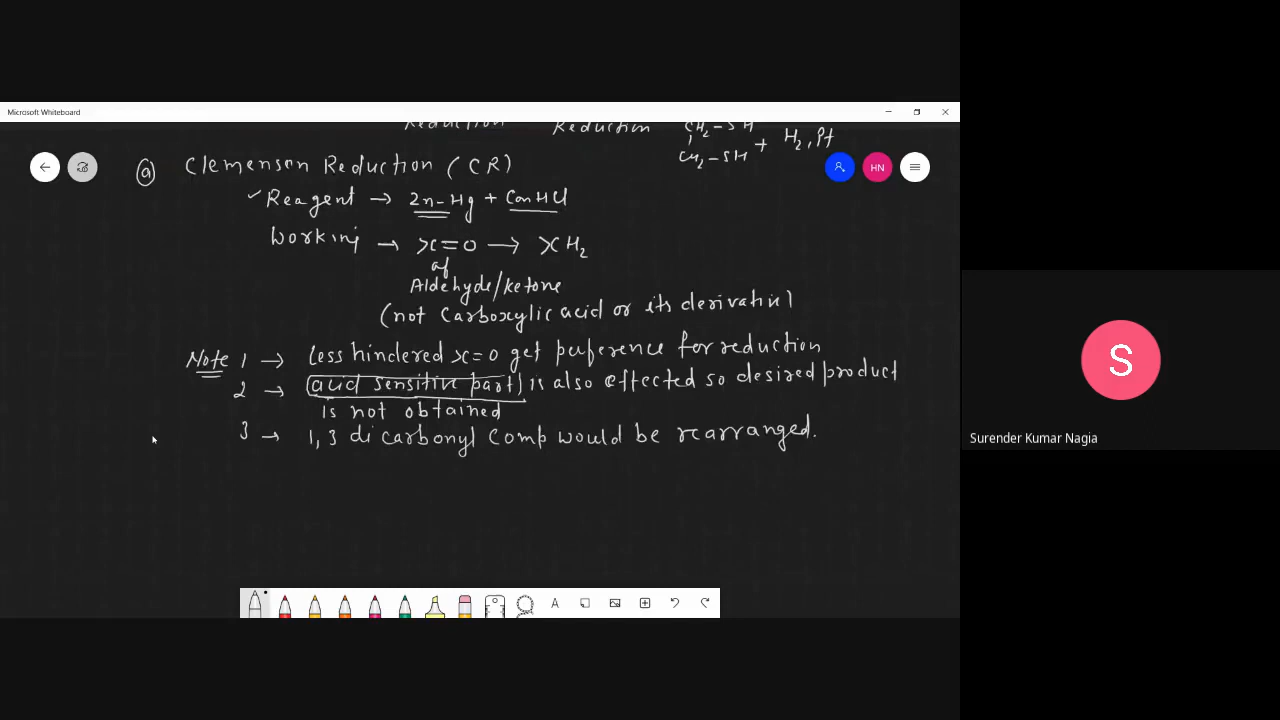 Microsoft Whiteboard
Reduction Reduction CH2-SH
CH2-SH + H2, Pt
HN
(a) Clemensen Reduction (CR)
✓ Reagent → Zn-Hg + Con HCl
Working → >C=O → >CH2
of
Aldehyde/Ketone
(not Carboxylic acid or its derivative)
Note 1 → less hindered >C=O get preference for reduction
2 → (acid sensitive part) is also effected so desired product
is not obtained
3 → 1,3 di carbonyl Comp would be rearranged.
S
Surender Kumar Nagia
A